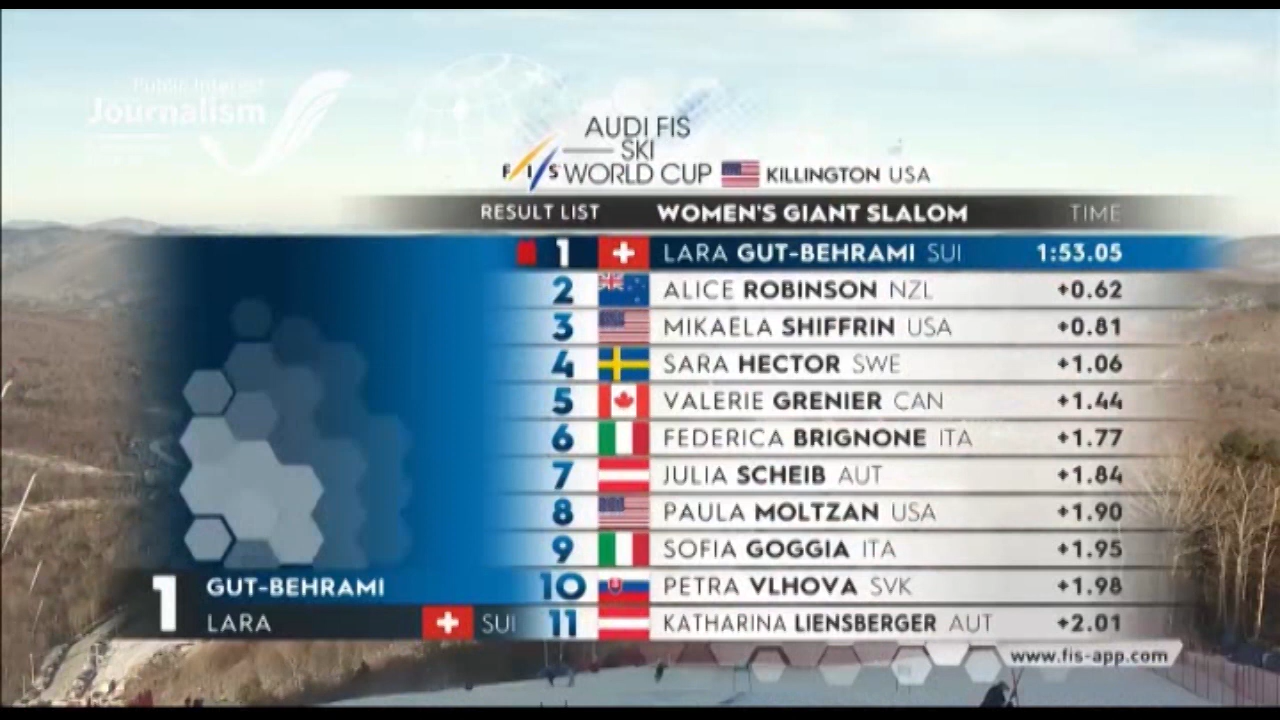 Public Interest
Journalism
AUDI FIS
SKI
FIS WORLD CUP KILLINGTON USA
RESULT LIST WOMEN'S GIANT SLALOM TIME
1 LARA GUT-BEHRAMI SUI 1:53.05
2 ALICE ROBINSON NZL +0.62
3 MIKAELA SHIFFRIN USA +0.81
4 SARA HECTOR SWE +1.06
5 VALERIE GRENIER CAN +1.44
6 FEDERICA BRIGNONE ITA +1.77
7 JULIA SCHEIB AUT +1.84
8 PAULA MOLTZAN USA +1.90
9 SOFIA GOGGIA ITA +1.95
10 PETRA VLHOVA SVK +1.98
11 KATHARINA LIENSBERGER AUT +2.01
1 GUT-BEHRAMI
LARA SUI
www.fis-app.com